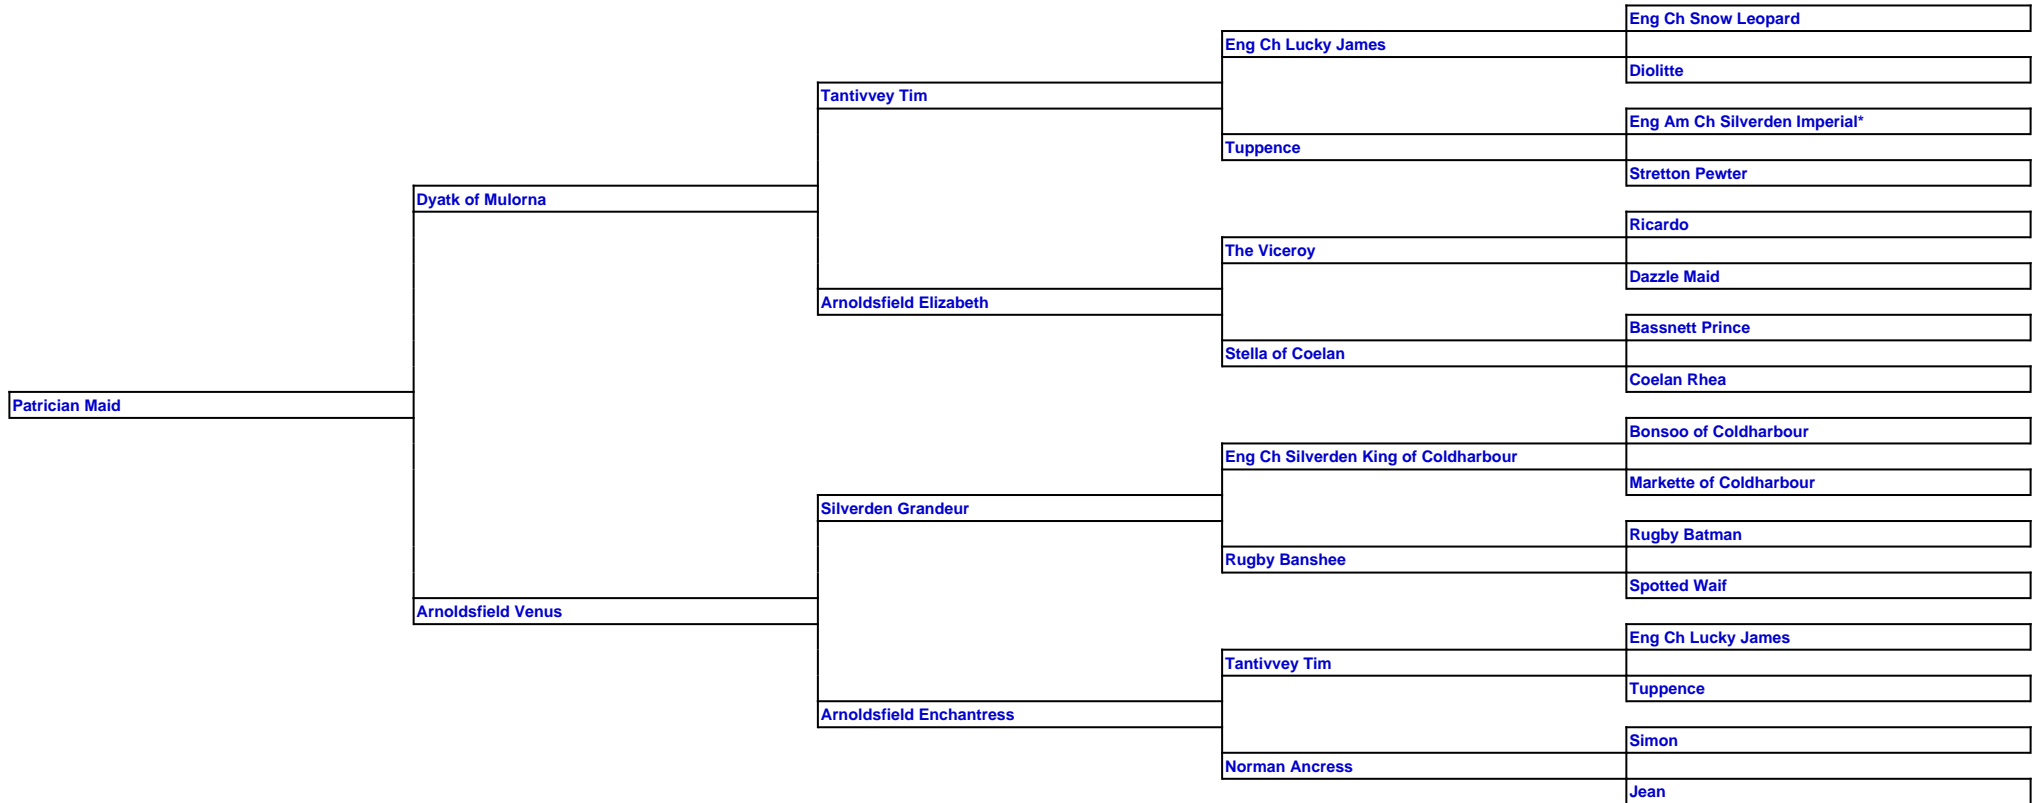 Eng Ch Snow Leopard
Eng Ch Lucky James
Diolitte
Tantivvey Tim
Eng Am Ch Silverden Imperial*
Tuppence
Stretton Pewter
Dyatk of Mulorna
Ricardo
The Viceroy
Dazzle Maid
Arnoldsfield Elizabeth
Bassnett Prince
Stella of Coelan
Coelan Rhea
Patrician Maid
Bonsoo of Coldharbour
Eng Ch Silverden King of Coldharbour
Markette of Coldharbour
Silverden Grandeur
Rugby Batman
Rugby Banshee
Spotted Waif
Arnoldsfield Venus
Eng Ch Lucky James
Tantivvey Tim
Tuppence
Arnoldsfield Enchantress
Simon
Norman Ancress
Jean